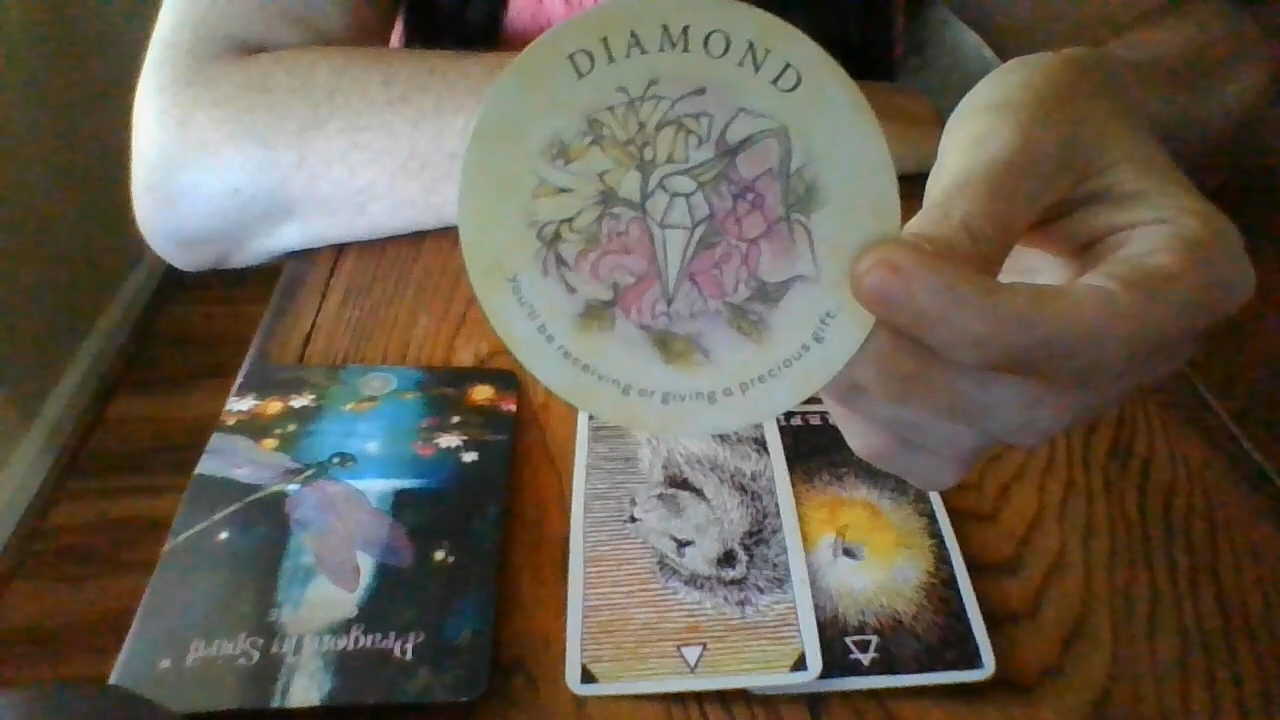 DIAMOND
You'll be receiving or giving a precious gift.
Dragonfly Spirit